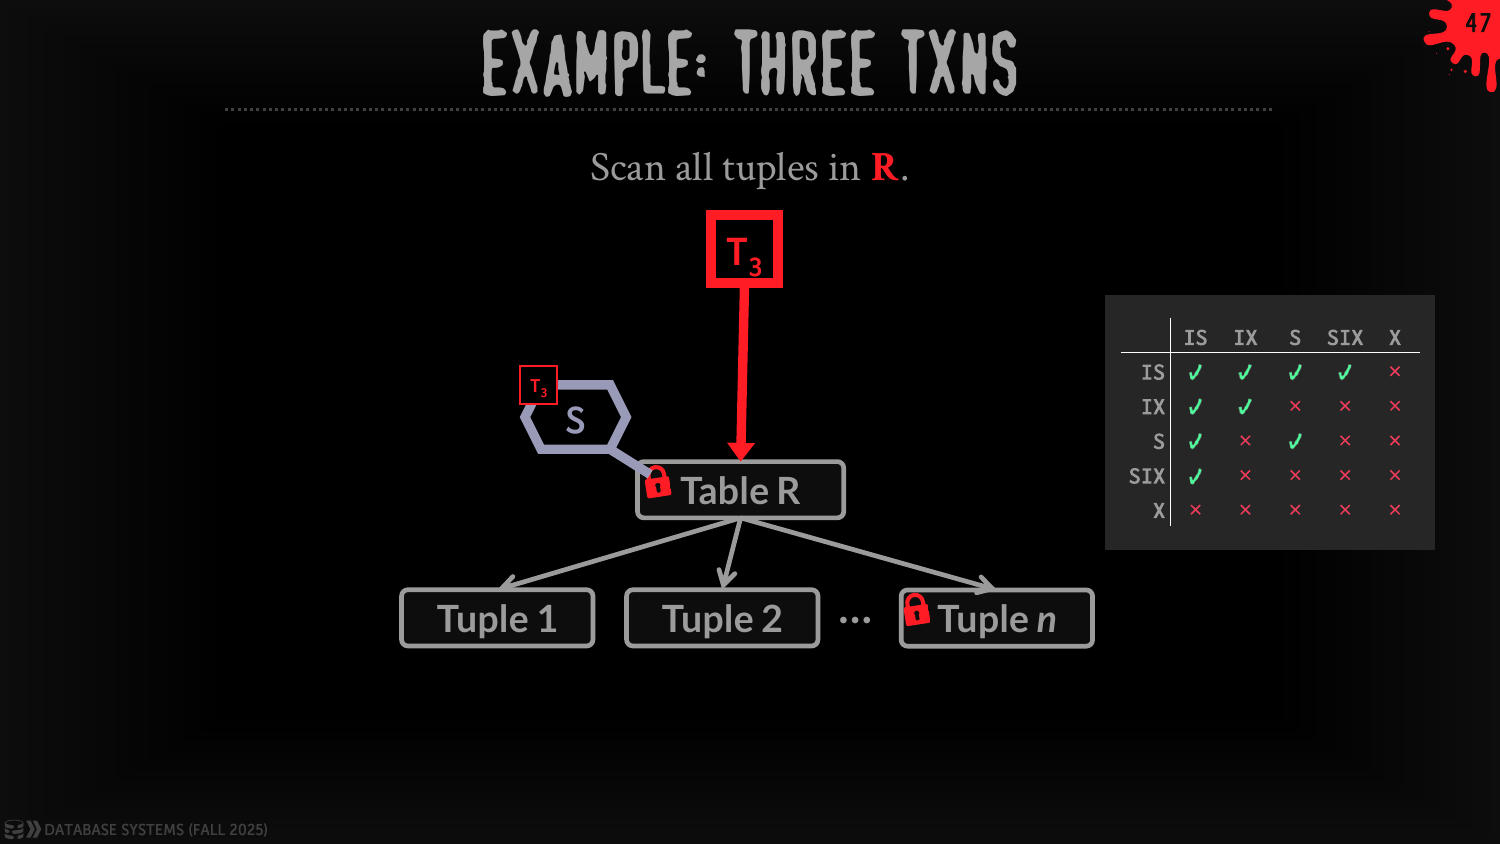 47
EXAMPLE: THREE TXNS
Scan all tuples in R.
T3
T3
S
Table R
Tuple 1 Tuple 2 ... Tuple n
IS IX S SIX X
IS ✓ ✓ ✓ ✓ ×
IX ✓ ✓ × × ×
S ✓ × ✓ × ×
SIX ✓ × × × ×
X × × × × ×
DATABASE SYSTEMS (FALL 2025)